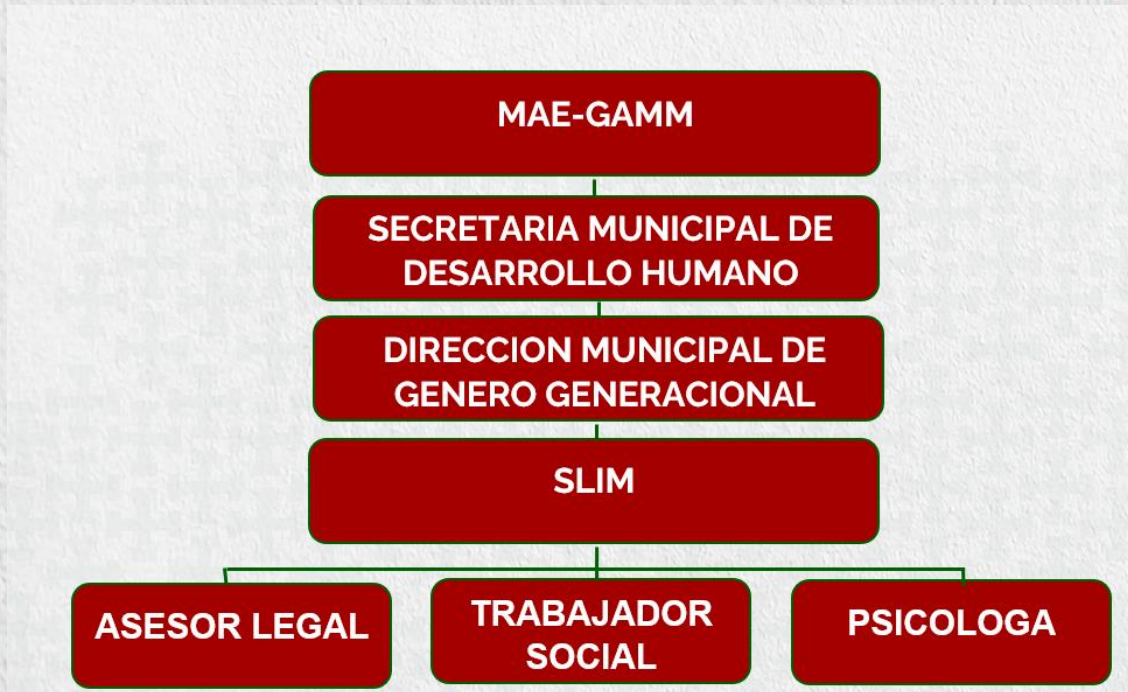 MAE-GAMM
SECRETARIA MUNICIPAL DE
DESARROLLO HUMANO
DIRECCION MUNICIPAL DE
GENERO GENERACIONAL
SLIM
ASESOR LEGAL
TRABAJADOR
SOCIAL
PSICOLOGA